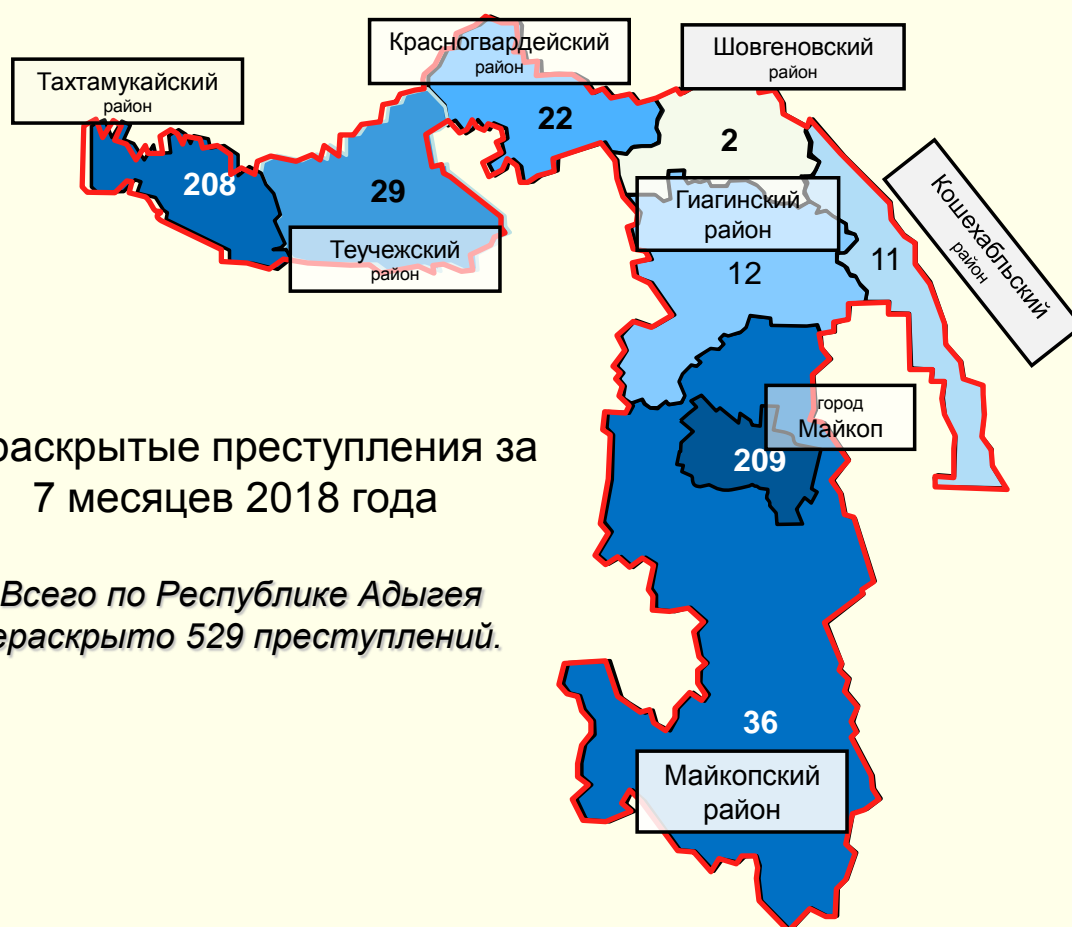 Красногвардейский
район
Шовгеновский
район
Тахтамукайский
район
22
2
208
29
Кошехабльский
район
Гиагинский
район
Теучежский
район
11
12
город
Майкоп
209
раскрытые преступления за
7 месяцев 2018 года
Всего по Республике Адыгея
ераскрыто 529 преступлений.
36
Майкопский
район